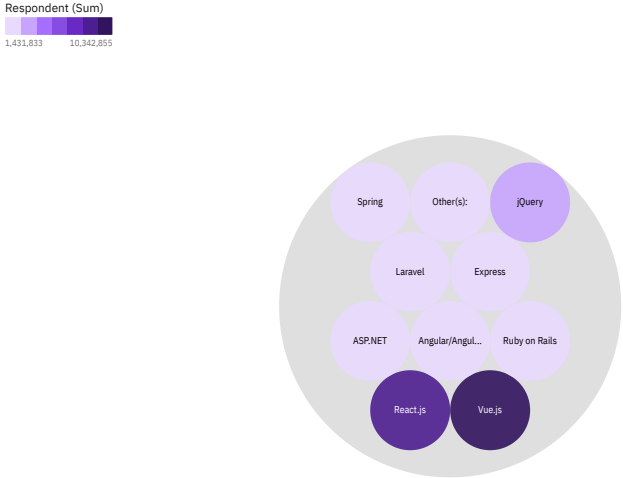 Respondent (Sum)
1,431,833 10,342,855
Spring Other(s): jQuery
Laravel Express
ASP.NET Angular/Angul... Ruby on Rails
React.js Vue.js